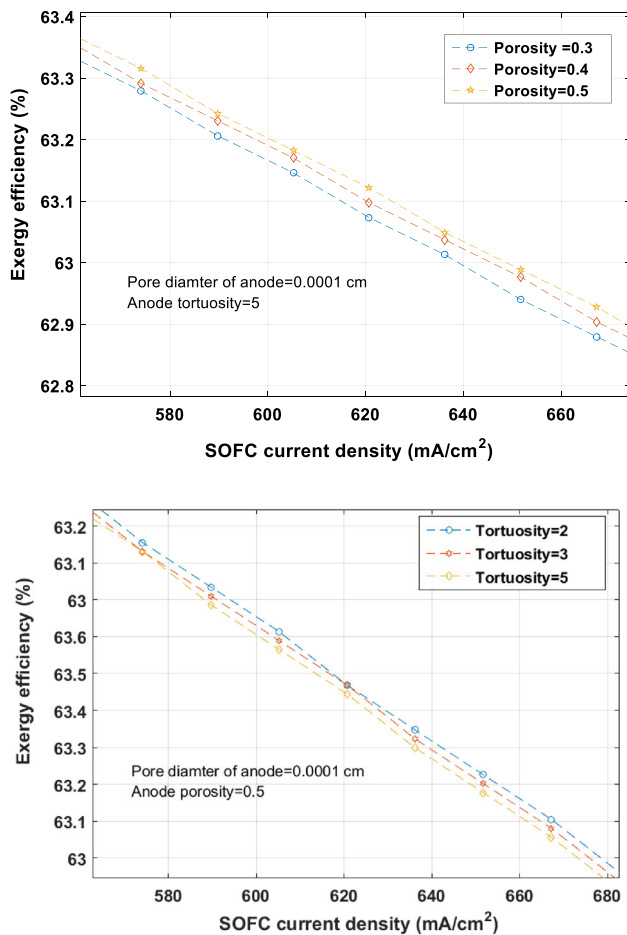 63.4
63.3
63.2
63.1
63
62.9
62.8
Exergy efficiency (%)
Porosity =0.3
Porosity=0.4
Porosity=0.5
Pore diamter of anode=0.0001 cm
Anode tortuosity=5
580 600 620 640 660
SOFC current density (mA/cm²)
63.2
63.1
63
63.6
63.5
63.4
63.3
63.2
63.1
63
Exergy efficiency (%)
Tortuosity=2
Tortuosity=3
Tortuosity=5
Pore diamter of anode=0.0001 cm
Anode porosity=0.5
580 600 620 640 660 680
SOFC current density (mA/cm²)